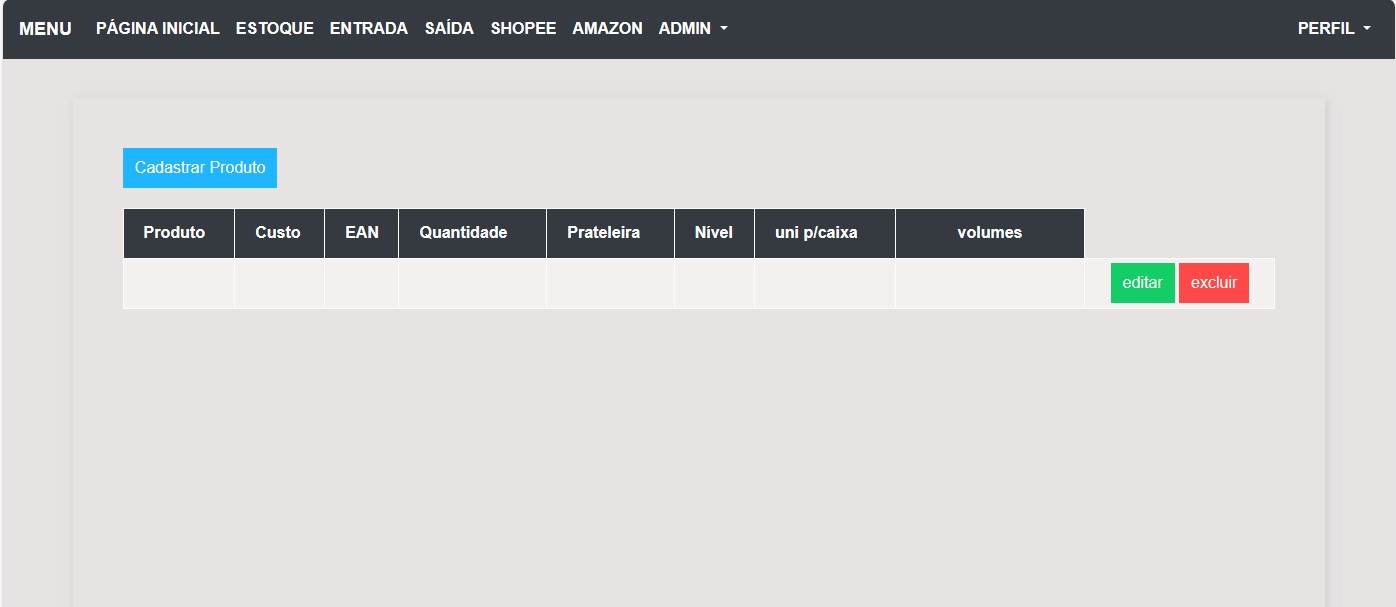 MENU PÁGINA INICIAL ESTOQUE ENTRADA SAÍDA SHOPEE AMAZON ADMIN PERFIL
Cadastrar Produto
Produto Custo EAN Quantidade Prateleira Nível uni p/caixa volumes
editar excluir